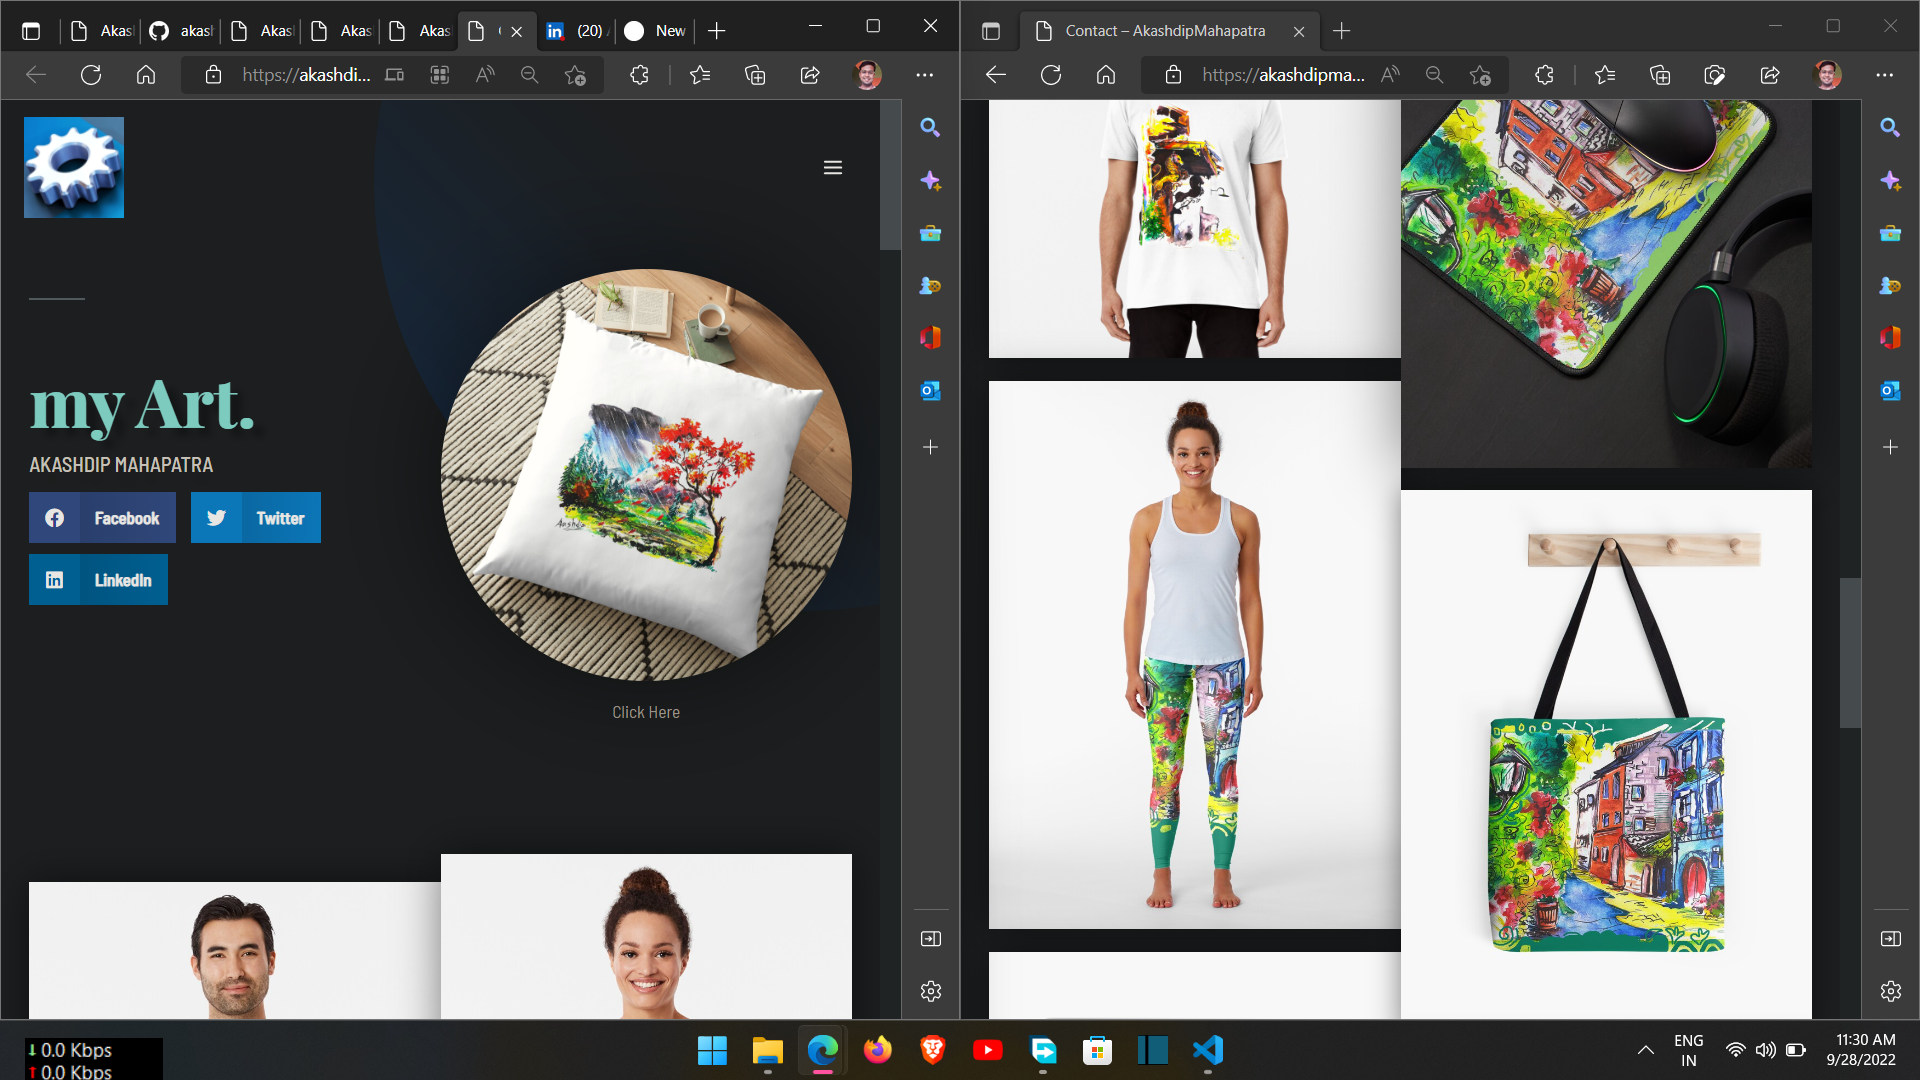 Akas
akas
Akas
Akas
Akas
(20)
New
https://akashdi...
Contact – AkashdipMahapatra
https://akashdipma...
my Art.
AKASHDIP MAHAPATRA
Facebook
Twitter
LinkedIn
Click Here
0.0 Kbps
0.0 Kbps
ENG
IN
11:30 AM
9/28/2022